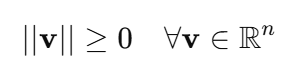 ||𝐯|| ≥ 0 ∀𝐯 ∈ ℝⁿ